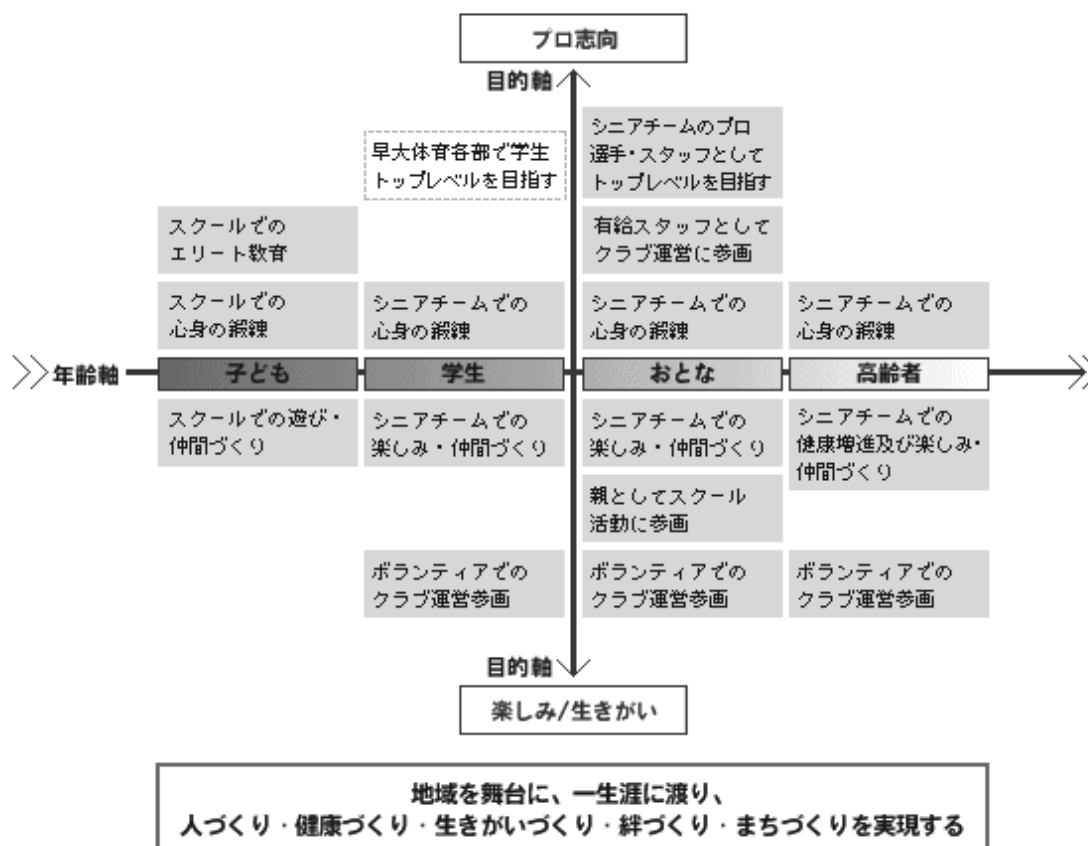 プロ志向
目的軸
早大体育各部で学生
トップレベルを目指す
シニアチームのプロ
選手・スタッフとして
トップレベルを目指す
スクールでの
エリート教育
有給スタッフとして
クラブ運営に参画
スクールでの
心身の鍛練
シニアチームでの
心身の鍛練
シニアチームでの
心身の鍛練
シニアチームでの
心身の鍛練
年齢軸
子ども
学生
おとな
高齢者
スクールでの遊び・
仲間づくり
シニアチームでの
楽しみ・仲間づくり
シニアチームでの
楽しみ・仲間づくり
シニアチームでの
健康増進及び楽しみ・
仲間づくり
親としてスクール
活動に参画
ボランティアでの
クラブ運営参画
ボランティアでの
クラブ運営参画
ボランティアでの
クラブ運営参画
目的軸
楽しみ/生きがい
地域を舞台に、一生涯に渡り、
人づくり・健康づくり・生きがいづくり・絆づくり・まちづくりを実現する